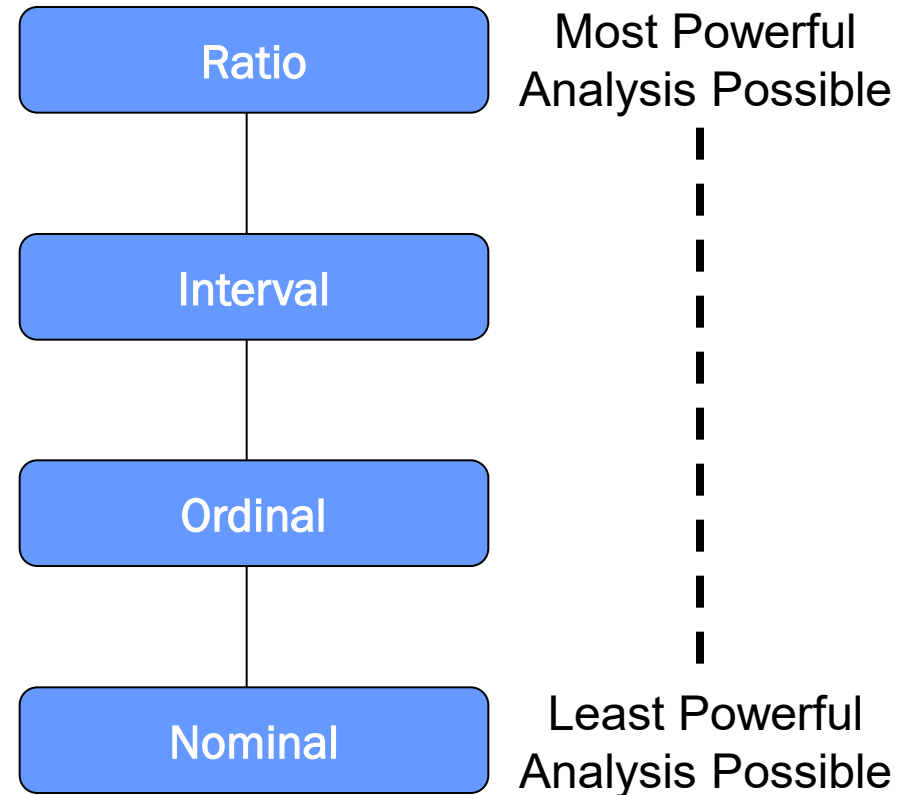 Ratio
Most Powerful
Analysis Possible
Interval
Ordinal
Nominal
Least Powerful
Analysis Possible